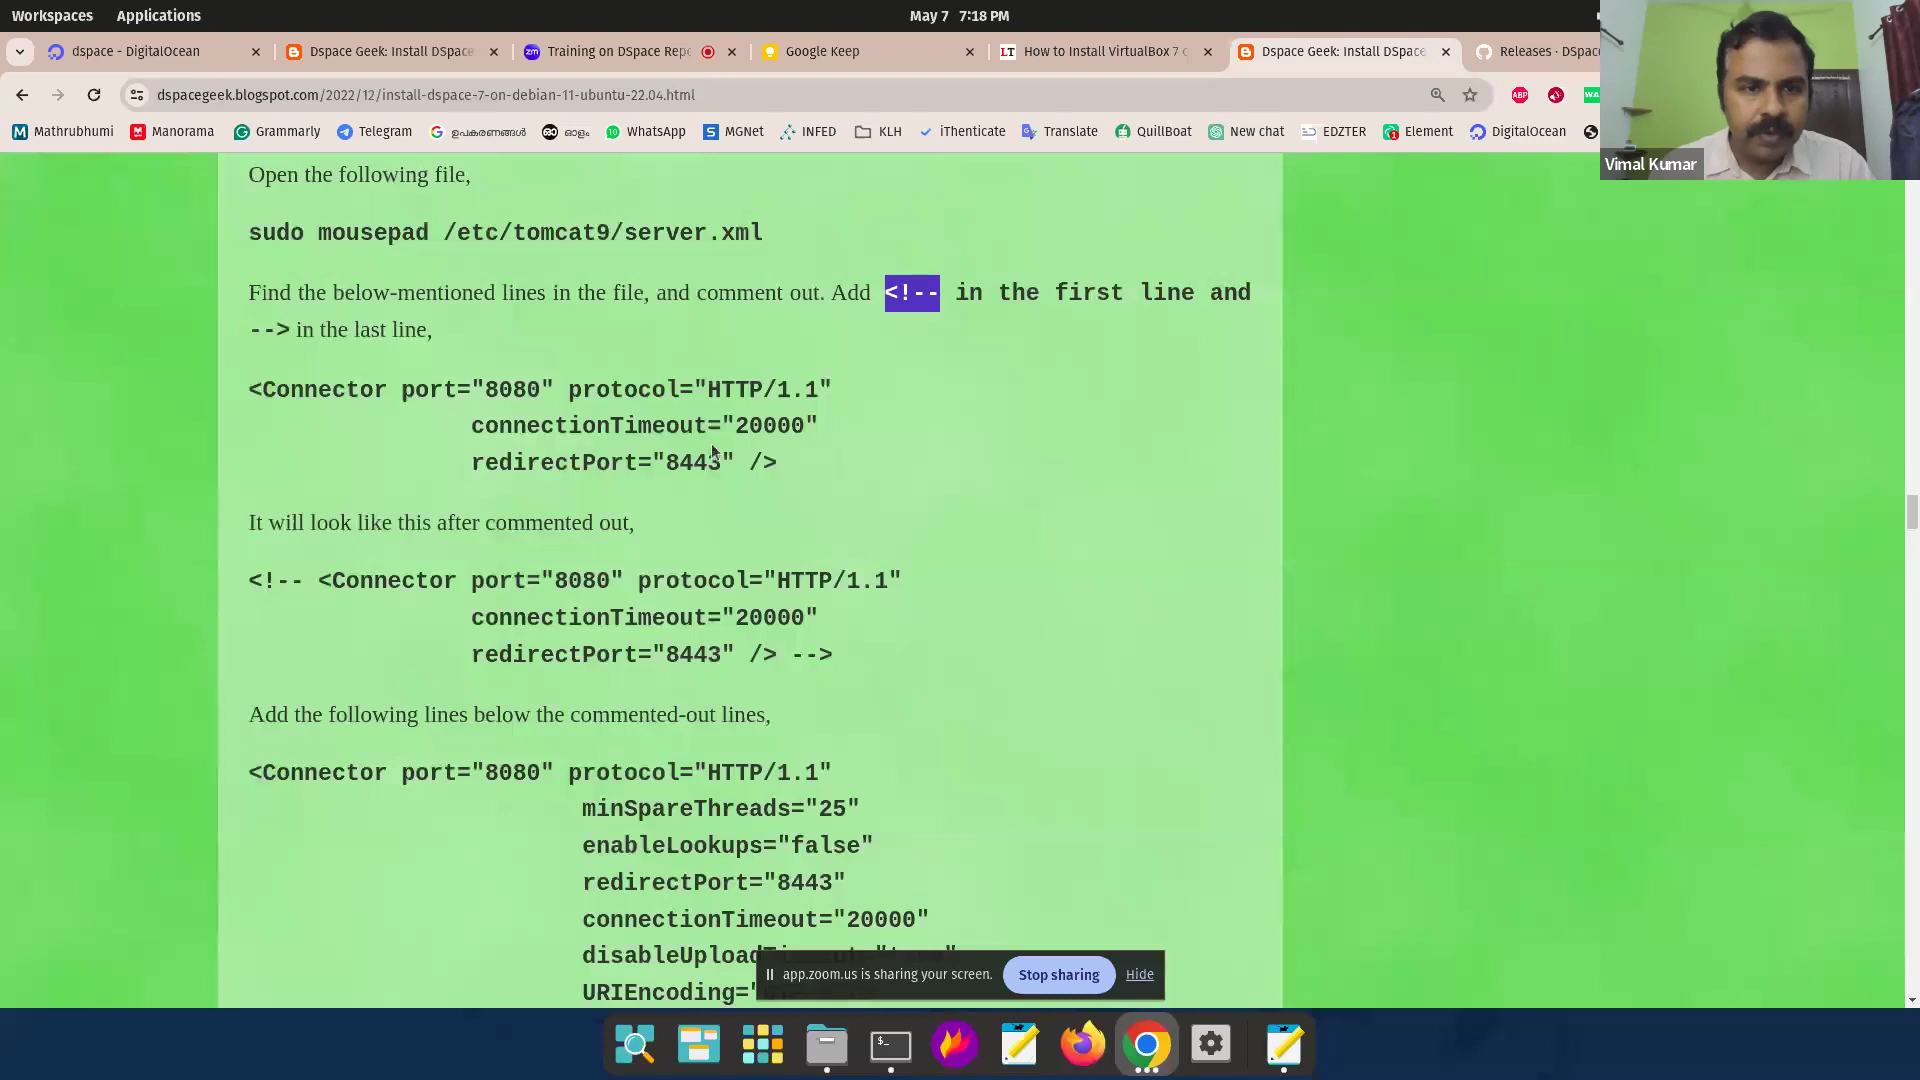 Workspaces Applications May 7 7:18 PM
dspace - DigitalOcean Dspace Geek: Install DSpace Training on DSpace Repo Google Keep How to Install VirtualBox 7 Dspace Geek: Install DSpace Releases · DSpac
dspacegeek.blogspot.com/2022/12/install-dspace-7-on-debian-11-ubuntu-22.04.html
Mathrubhumi Manorama Grammarly Telegram ഉപകരണങ്ങൾ ഓളം WhatsApp MGNet INFED KLH iThenticate Translate QuillBoat New chat EDZTER Element DigitalOcean
Vimal Kumar
Open the following file,
sudo mousepad /etc/tomcat9/server.xml
Find the below-mentioned lines in the file, and comment out. Add <!-- in the first line and
--> in the last line,
<Connector port="8080" protocol="HTTP/1.1"
connectionTimeout="20000"
redirectPort="8443" />
It will look like this after commented out,
<!-- <Connector port="8080" protocol="HTTP/1.1"
connectionTimeout="20000"
redirectPort="8443" /> -->
Add the following lines below the commented-out lines,
<Connector port="8080" protocol="HTTP/1.1"
minSpareThreads="25"
enableLookups="false"
redirectPort="8443"
connectionTimeout="20000"
disableUpload
URIEncoding="
app.zoom.us is sharing your screen. Stop sharing Hide